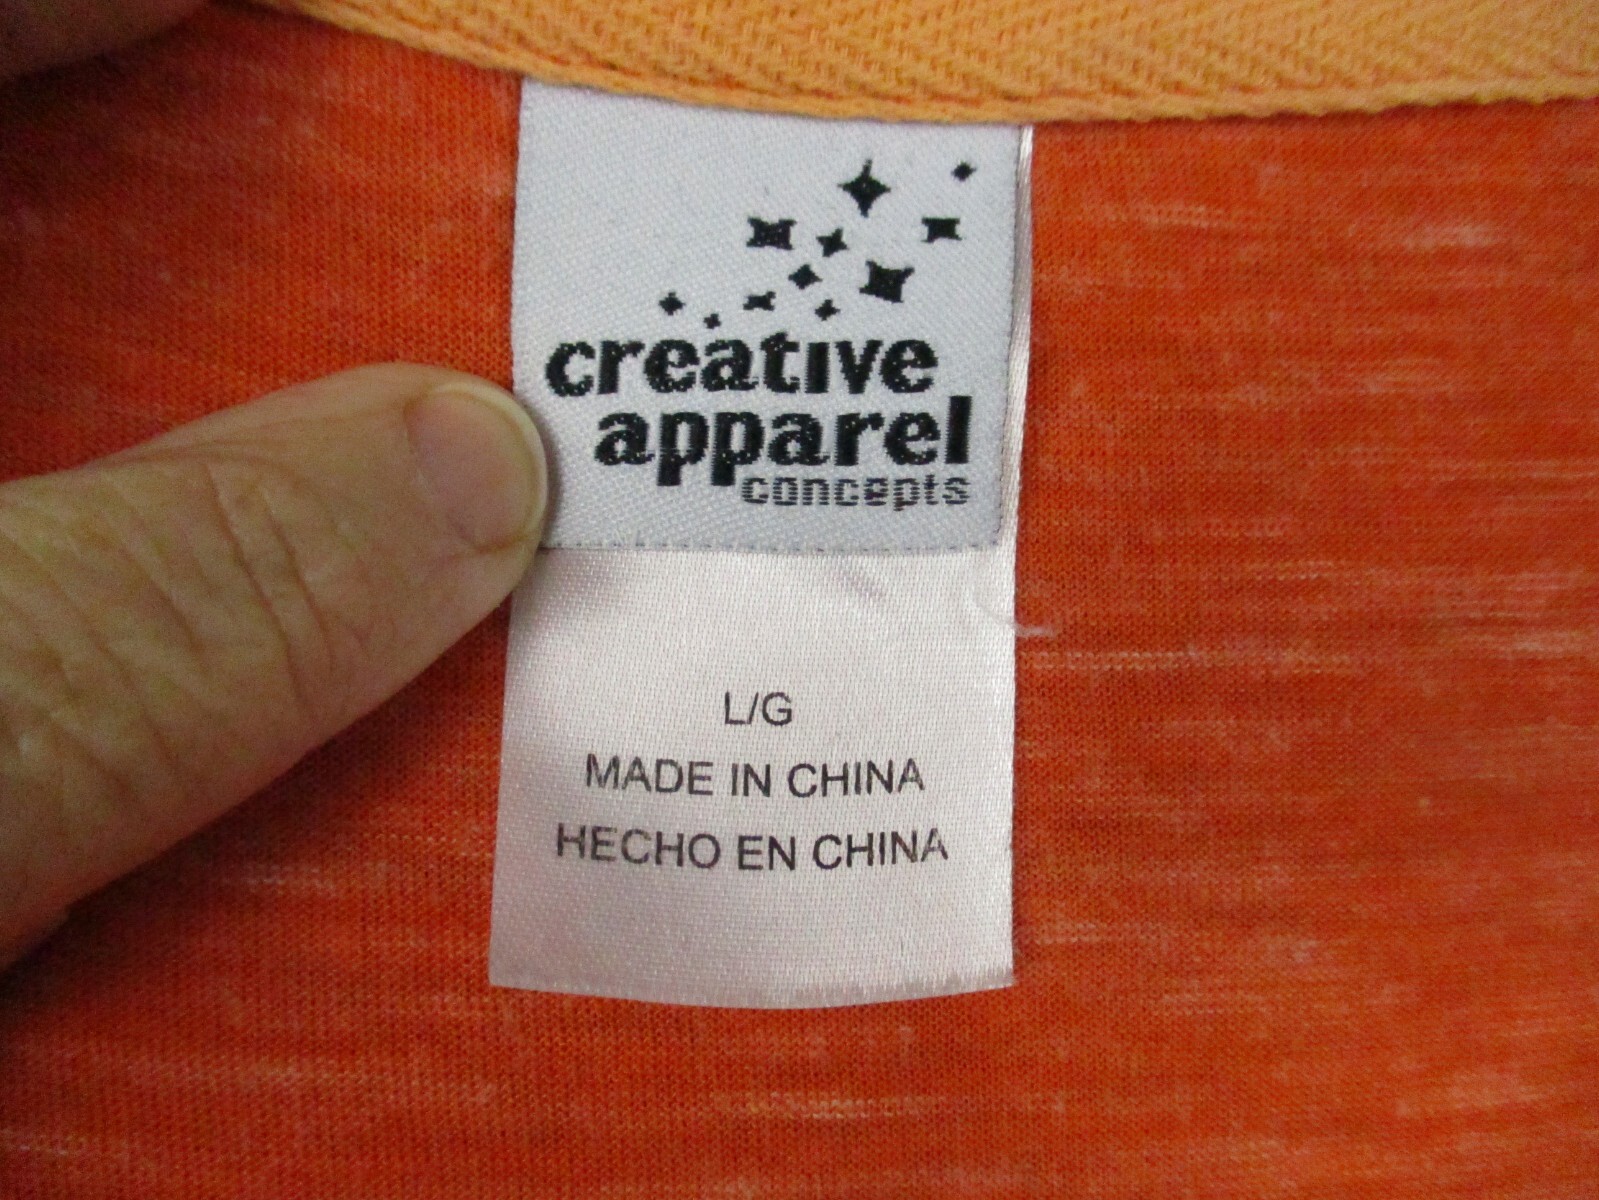 creative
apparel
concepts
L/G
MADE IN CHINA
HECHO EN CHINA